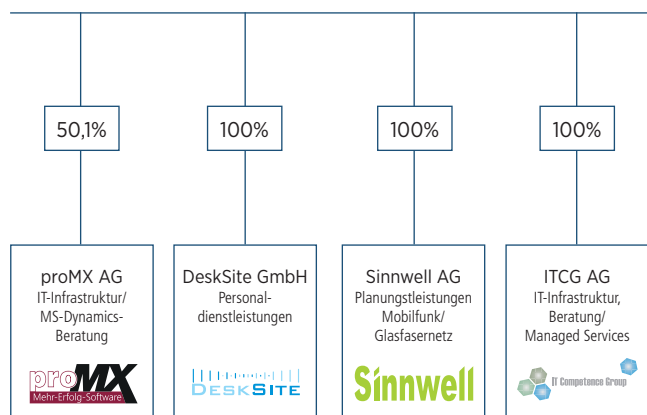 50,1%
100%
100%
100%
proMX AG
IT-Infrastruktur/
MS-Dynamics-
Beratung
proMX
Mehr-Erfolg-Software
DeskSite GmbH
Personal-
dienstleistungen
DESKSITE
Sinnwell AG
Planungstleistungen
Mobilfunk/
Glasfasernetz
Sinnwell
ITCG AG
IT-Infrastruktur,
Beratung/
Managed Services
IT Competence Group